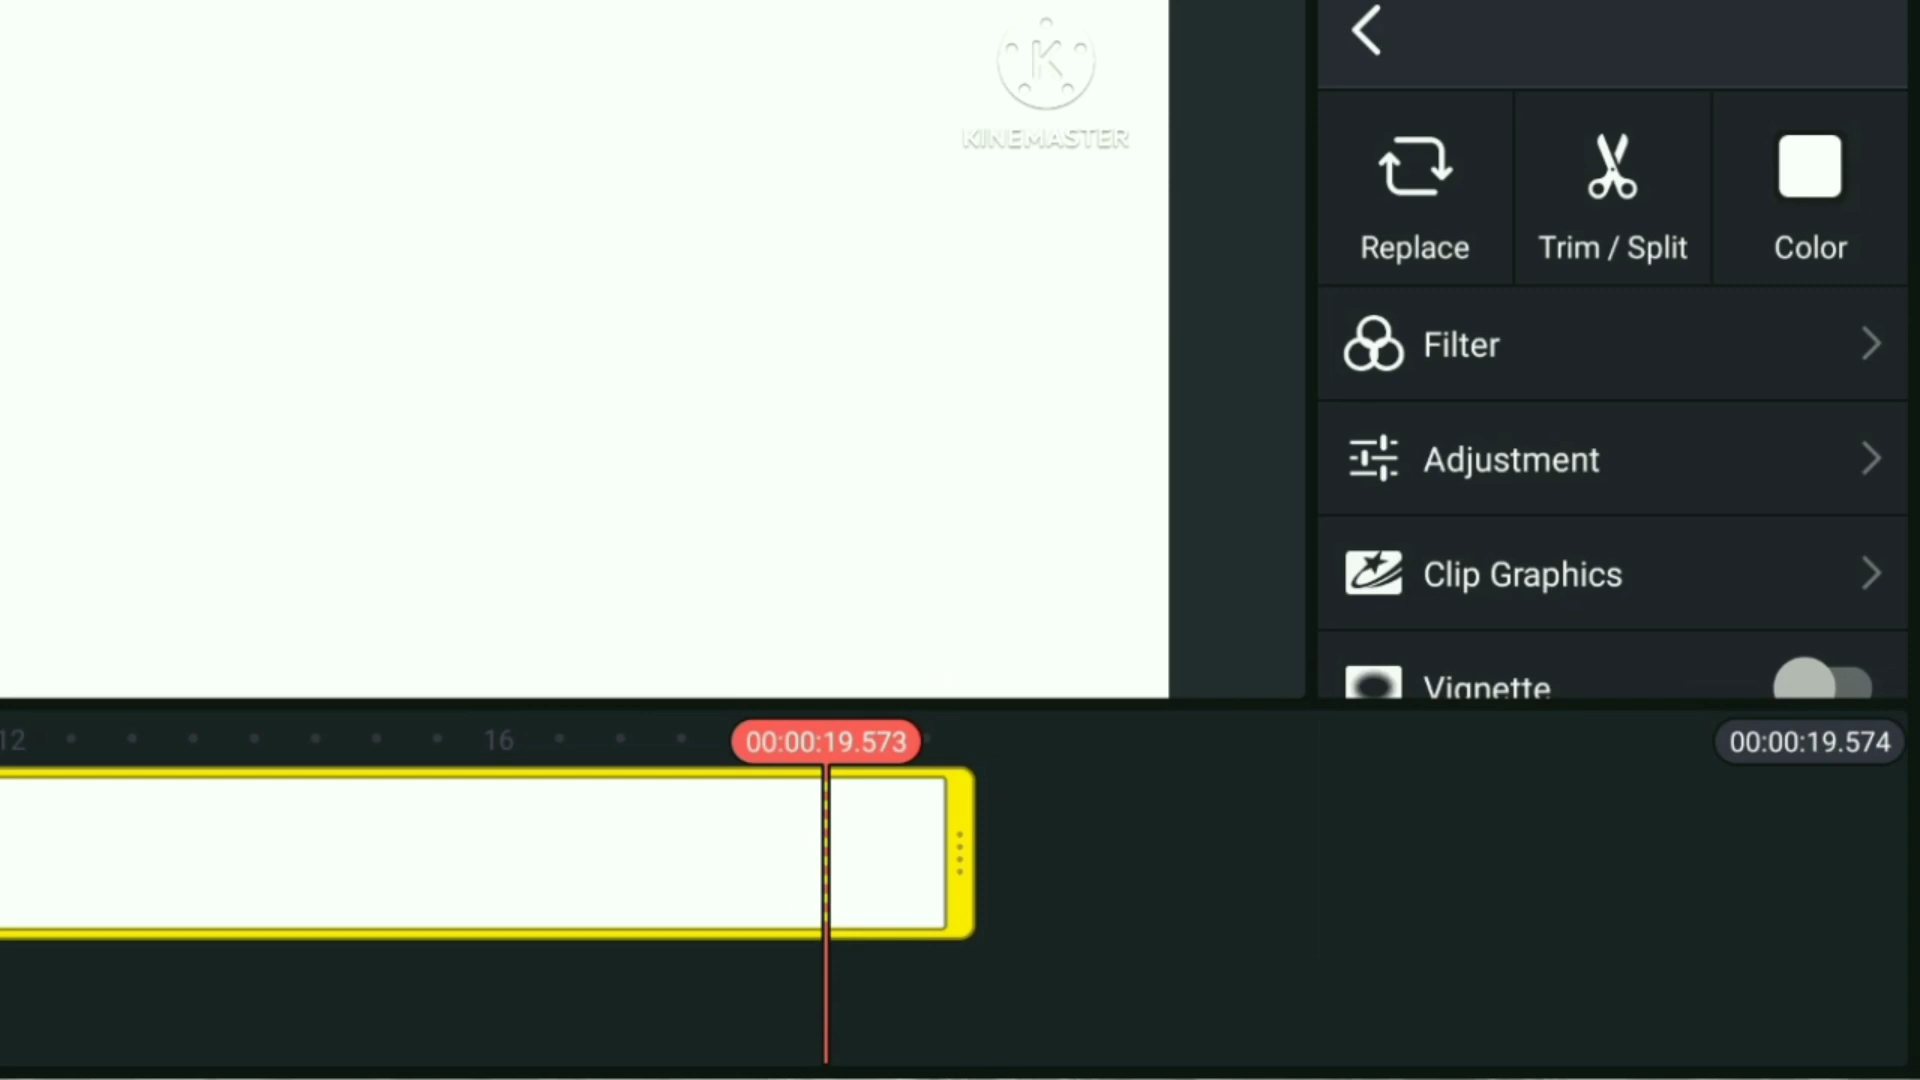 KINEMASTER
Replace
Trim / Split
Color
Filter
Adjustment
Clip Graphics
Vignette
12
16
00:00:19.573
00:00:19.574